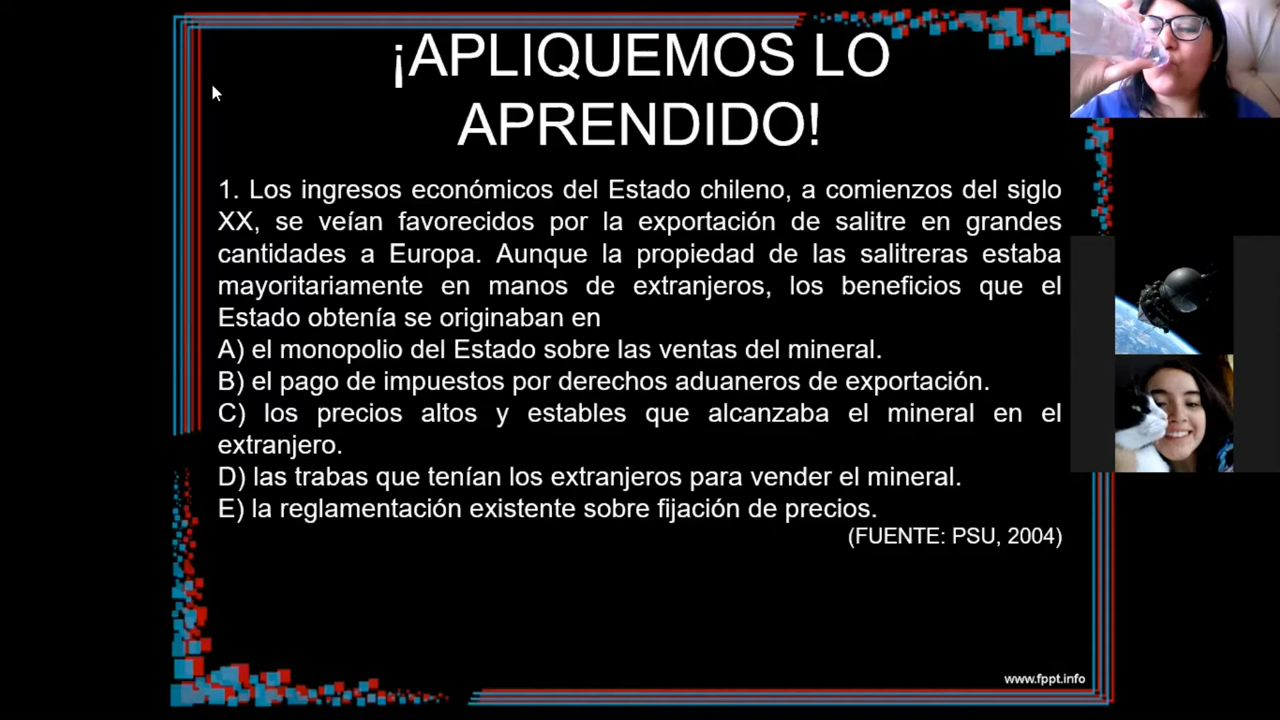 ¡APLIQUEMOS LO
APRENDIDO!
1. Los ingresos económicos del Estado chileno, a comienzos del siglo
XX, se veían favorecidos por la exportación de salitre en grandes
cantidades a Europa. Aunque la propiedad de las salitreras estaba
mayoritariamente en manos de extranjeros, los beneficios que el
Estado obtenía se originaban en
A) el monopolio del Estado sobre las ventas del mineral.
B) el pago de impuestos por derechos aduaneros de exportación.
C) los precios altos y estables que alcanzaba el mineral en el
extranjero.
D) las trabas que tenían los extranjeros para vender el mineral.
E) la reglamentación existente sobre fijación de precios.
(FUENTE: PSU, 2004)
www.fppt.info